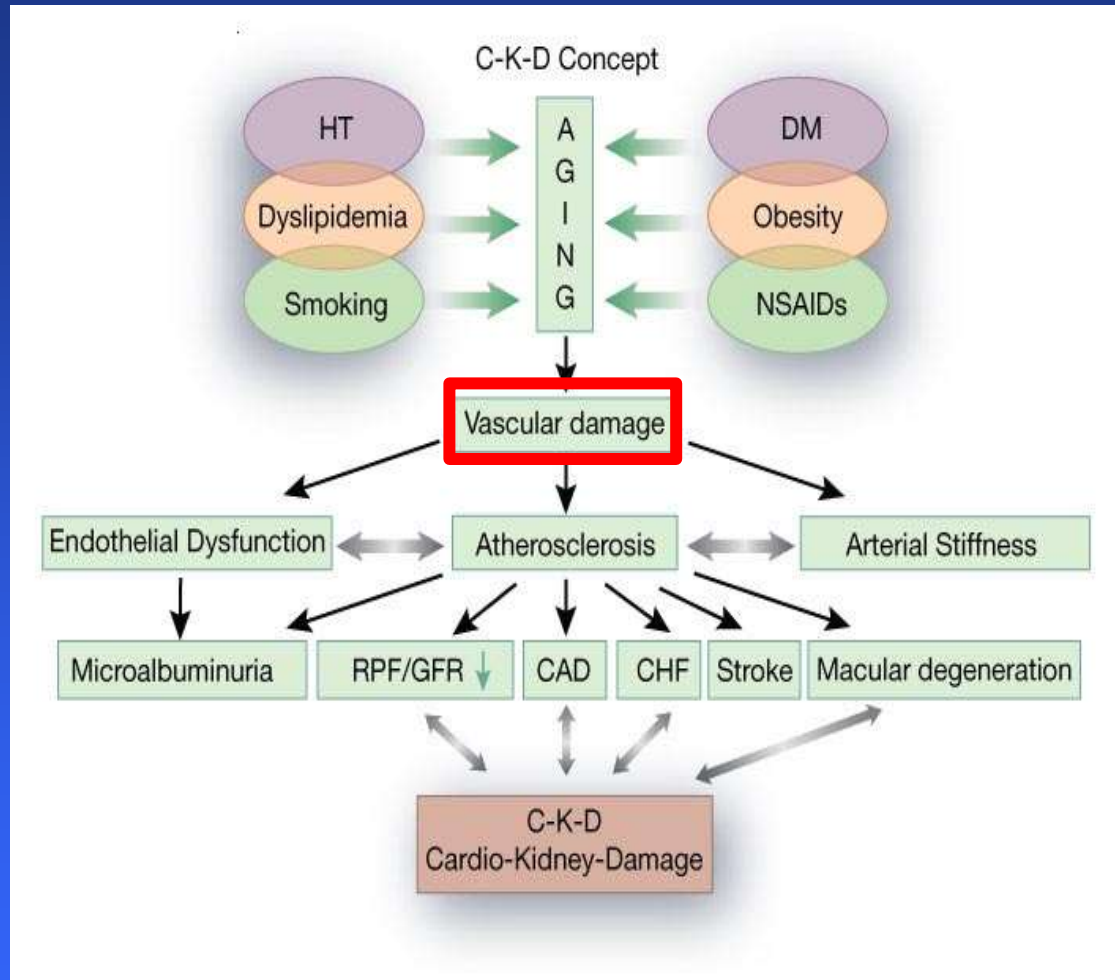 C-K-D Concept
HT
A
DM
G
Dyslipidemia
I
Obesity
N
Smoking
G
NSAIDs
Vascular damage
Endothelial Dysfunction
Atherosclerosis
Arterial Stiffness
Microalbuminuria
RPF/GFR ↓
CAD
CHF
Stroke
Macular degeneration
C-K-D
Cardio-Kidney-Damage